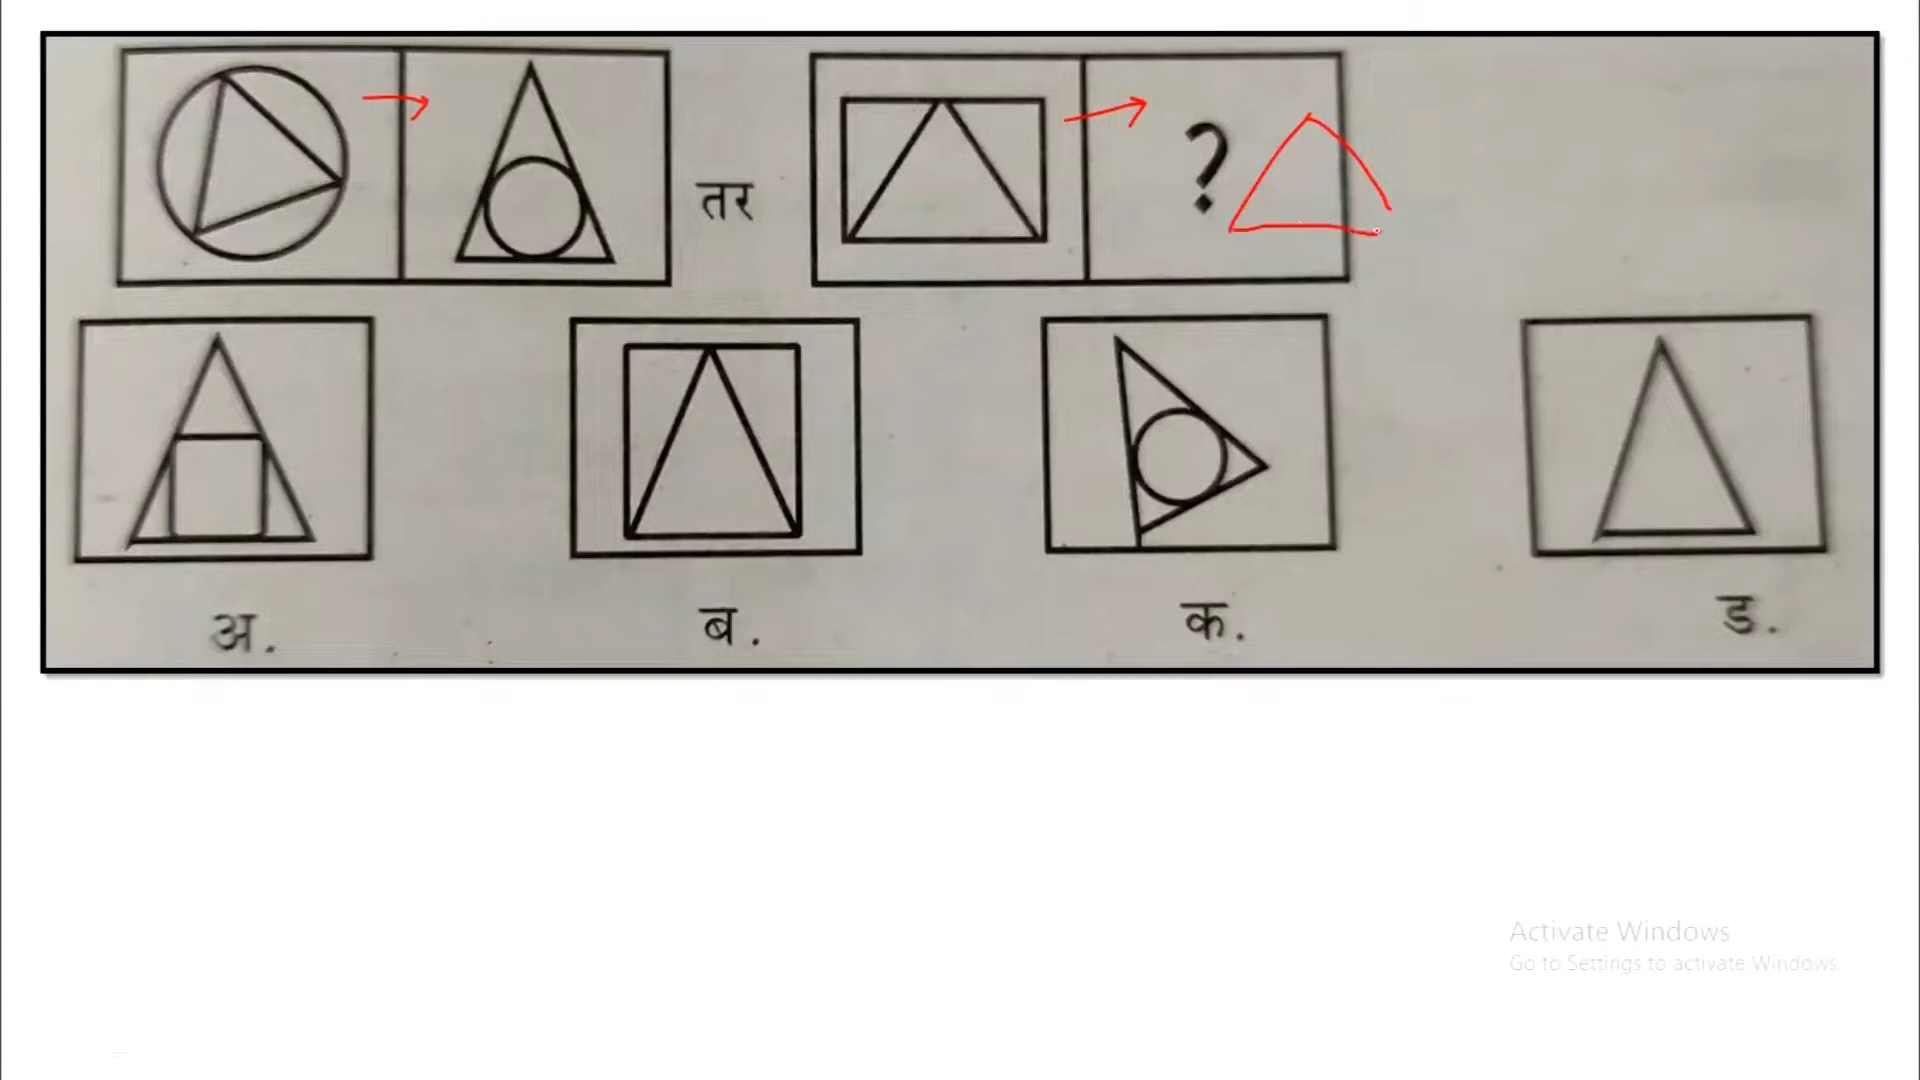 तर
?
अ.
ब.
क.
ड.
Activate Windows
Go to Settings to activate Windows.